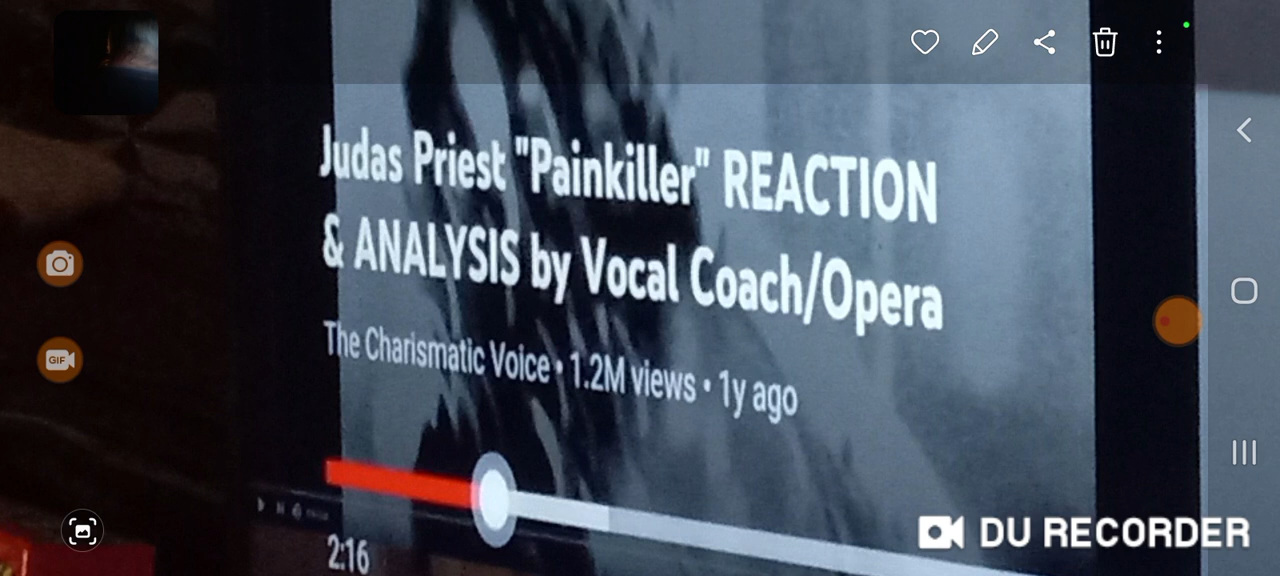 Judas Priest "Painkiller" REACTION
& ANALYSIS by Vocal Coach/Opera
The Charismatic Voice • 1.2M views • 1y ago
2:16
GIF
DU RECORDER